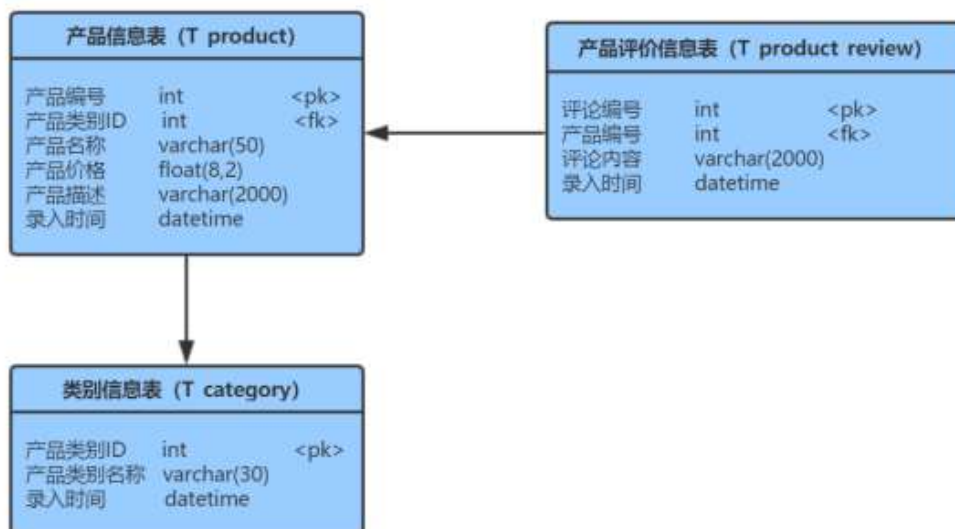 产品信息表（T product）
产品编号 int <pk>
产品类别ID int <fk>
产品名称 varchar(50)
产品价格 float(8,2)
产品描述 varchar(2000)
录入时间 datetime
产品评价信息表（T product review）
评论编号 int <pk>
产品编号 int <fk>
评论内容 varchar(2000)
录入时间 datetime
类别信息表（T category）
产品类别ID int <pk>
产品类别名称 varchar(30)
录入时间 datetime